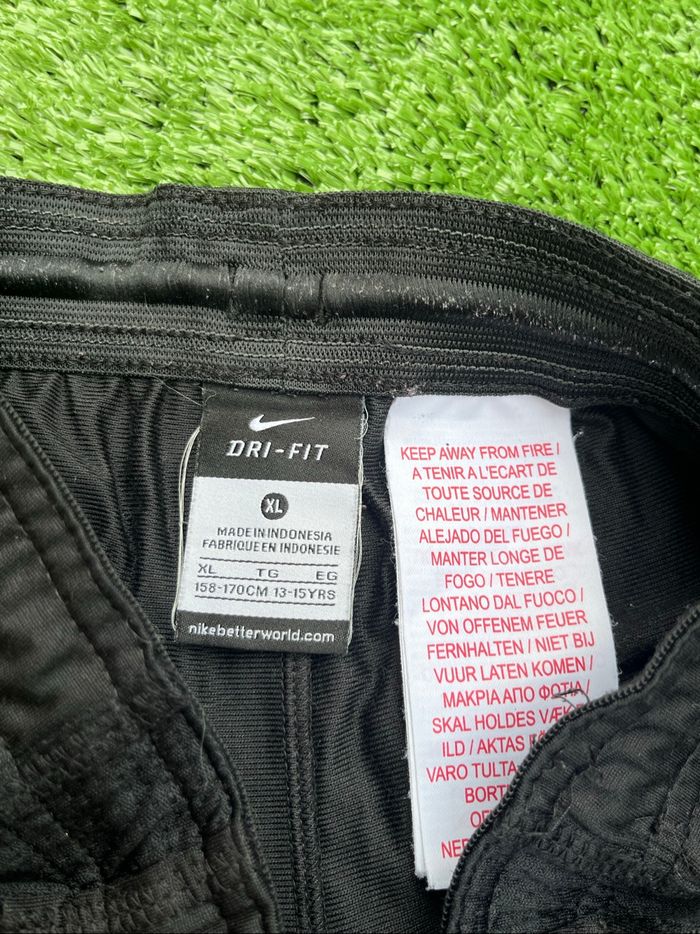 DRI-FIT
XL
MADE IN INDONESIA
FABRIQUE EN INDONESIE
XL TG EG
158-170CM 13-15YRS
nikebetterworld.com
KEEP AWAY FROM FIRE /
A TENIR A L'ECART DE
TOUTE SOURCE DE
CHALEUR / MANTENER
ALEJADO DEL FUEGO /
MANTER LONGE DE
FOGO / TENERE
LONTANO DAL FUOCO /
VON OFFENEM FEUER
FERNHALTEN / NIET BIJ
VUUR LATEN KOMEN /
ΜΑΚΡΙΑ ΑΠΟ ΦΩΤΙΑ /
SKAL HOLDES VÆK
ILD / AKTAS
VARO TULTA